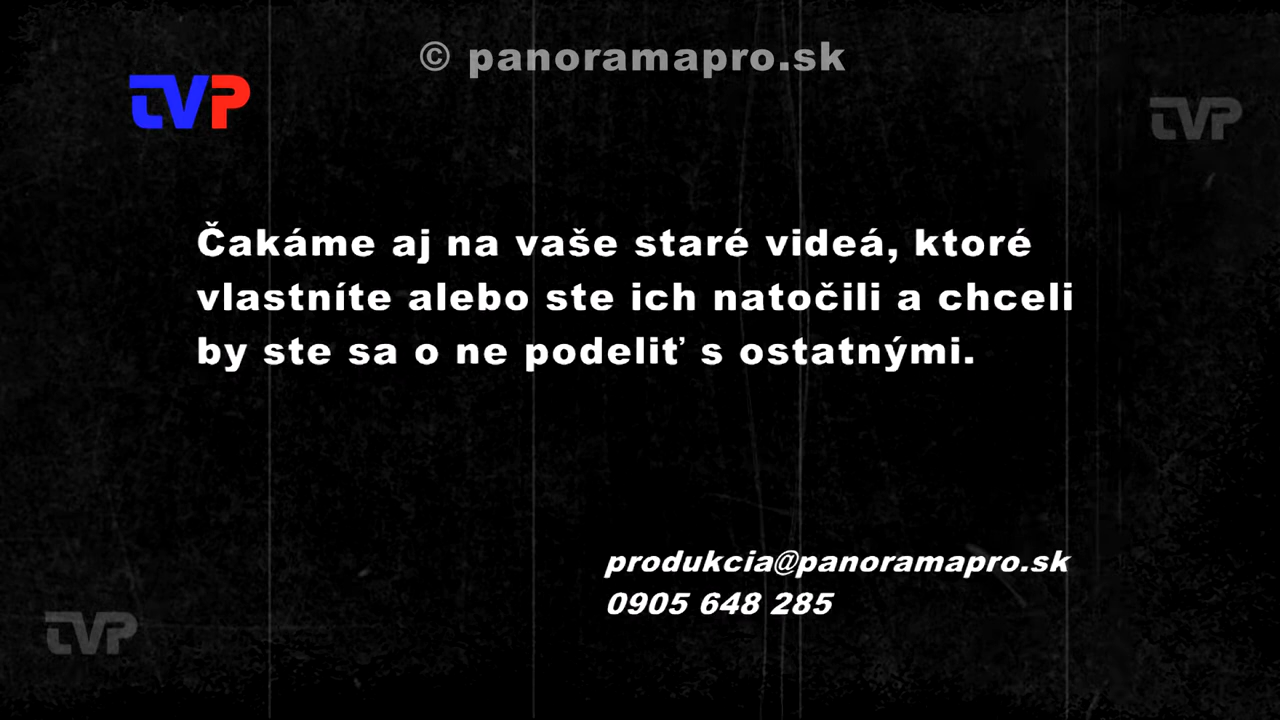 © panoramapro.sk
TVP
TVP
Čakáme aj na vaše staré videá, ktoré
vlastníte alebo ste ich natočili a chceli
by ste sa o ne podeliť s ostatnými.
produkcia@panoramapro.sk
0905 648 285
TVP